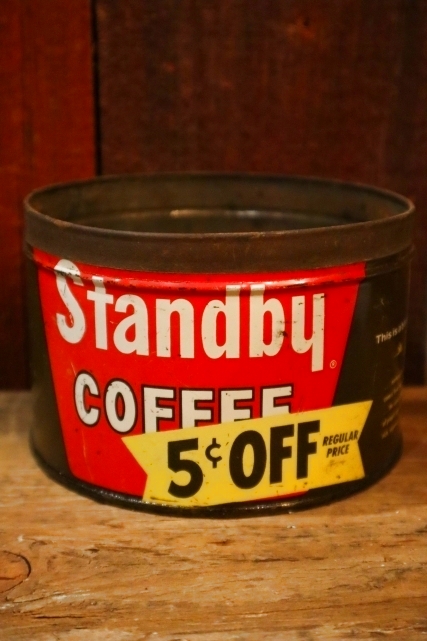 Standby®
COFFEE
5¢ OFF
REGULAR
PRICE
This is